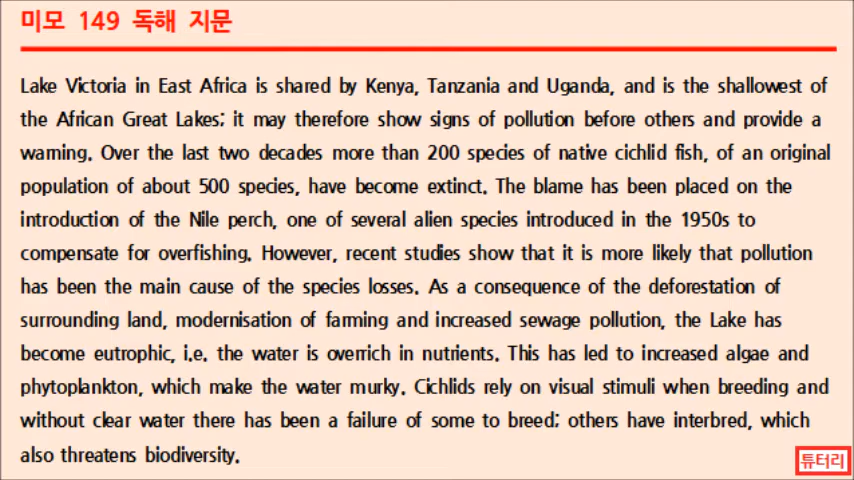 미모 149 독해 지문
Lake Victoria in East Africa is shared by Kenya, Tanzania and Uganda, and is the shallowest of
the African Great Lakes; it may therefore show signs of pollution before others and provide a
warning. Over the last two decades more than 200 species of native cichlid fish, of an original
population of about 500 species, have become extinct. The blame has been placed on the
introduction of the Nile perch, one of several alien species introduced in the 1950s to
compensate for overfishing. However, recent studies show that it is more likely that pollution
has been the main cause of the species losses. As a consequence of the deforestation of
surrounding land, modernisation of farming and increased sewage pollution, the Lake has
become eutrophic, i.e. the water is overrich in nutrients. This has led to increased algae and
phytoplankton, which make the water murky. Cichlids rely on visual stimuli when breeding and
without clear water there has been a failure of some to breed; others have interbred, which
also threatens biodiversity.
튜터리